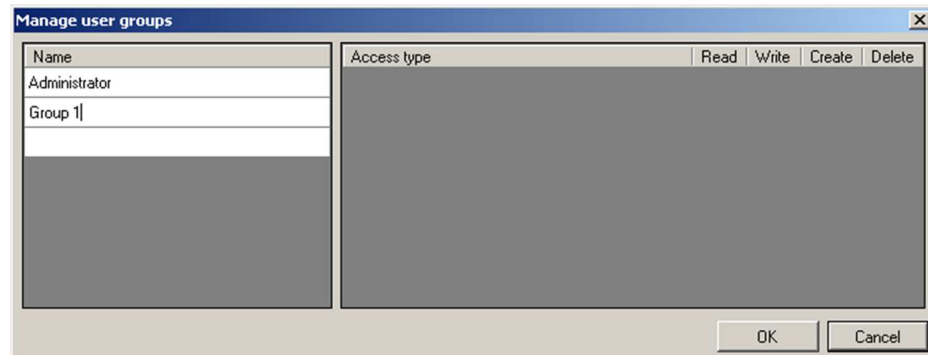 Manage user groups
Name
Administrator
Group 1
Access type Read Write Create Delete
OK Cancel